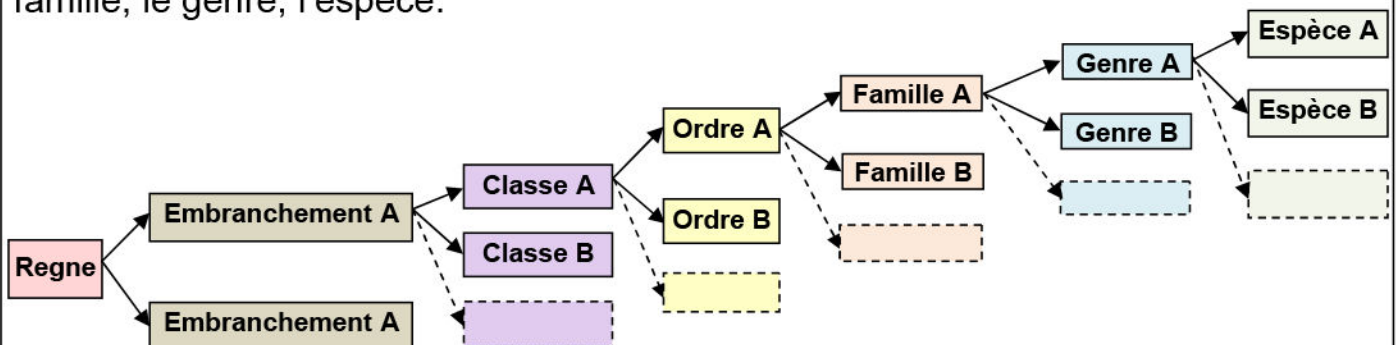 famille, le genre, l'espèce.
Espèce A
Genre A
Famille A
Espèce B
Ordre A
Genre B
Famille B
Classe A
Embranchement A
Ordre B
Classe B
Regne
Embranchement A